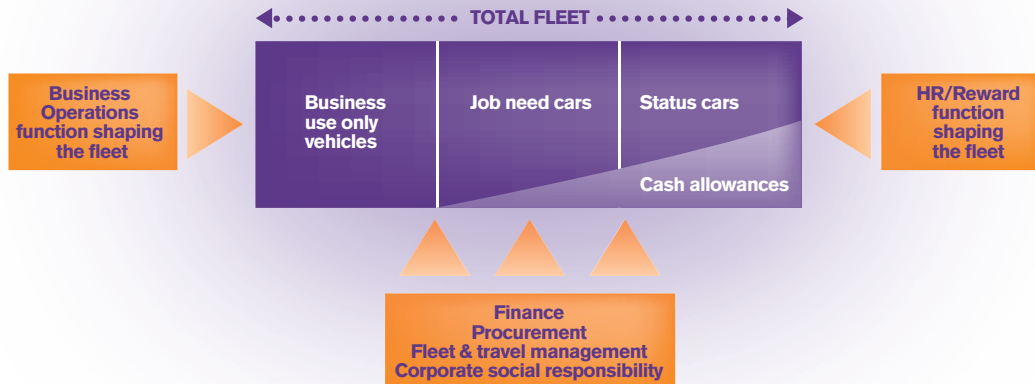 TOTAL FLEET
Business
Operations
function shaping
the fleet
Business
use only
vehicles
Job need cars
Status cars
Cash allowances
HR/Reward
function
shaping
the fleet
Finance
Procurement
Fleet & travel management
Corporate social responsibility